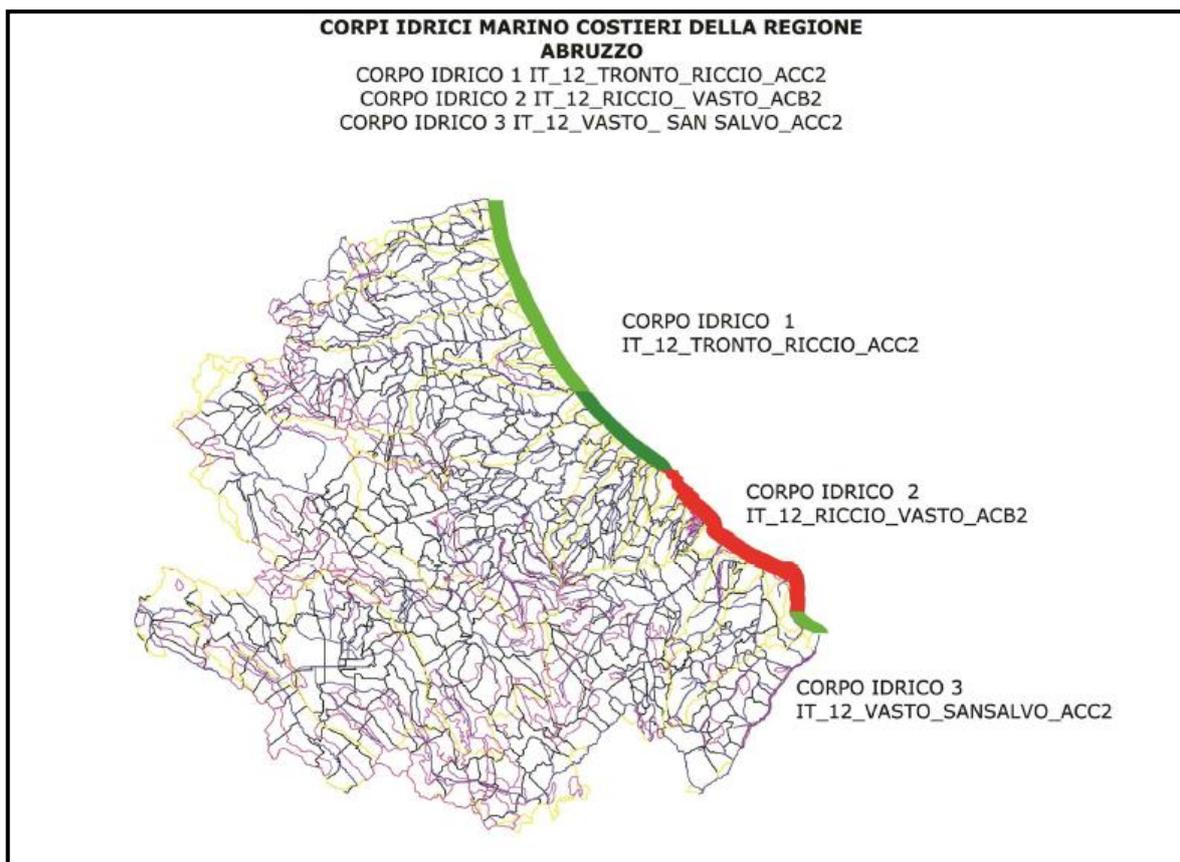 CORPI IDRICI MARINO COSTIERI DELLA REGIONE
ABRUZZO
CORPO IDRICO 1 IT_12_TRONTO_RICCIO_ACC2
CORPO IDRICO 2 IT_12_RICCIO_ VASTO_ACB2
CORPO IDRICO 3 IT_12_VASTO_ SAN SALVO_ACC2
CORPO IDRICO 1
IT_12_TRONTO_RICCIO_ACC2
CORPO IDRICO 2
IT_12_RICCIO_VASTO_ACB2
CORPO IDRICO 3
IT_12_VASTO_SANSALVO_ACC2